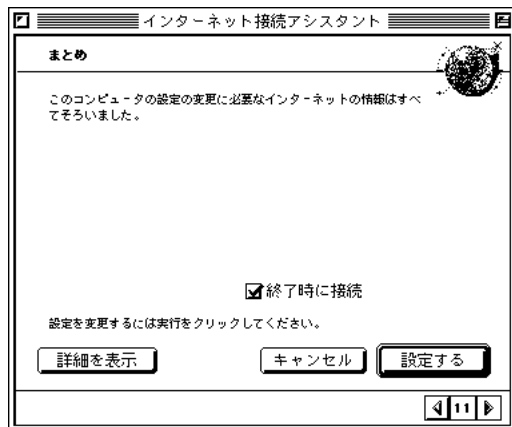 インターネット接続アシスタント
まとめ
このコンピュータの設定の変更に必要なインターネットの情報はすべ
てそろいました。
終了時に接続
設定を変更するには実行をクリックしてください。
詳細を表示
キャンセル
設定する
11